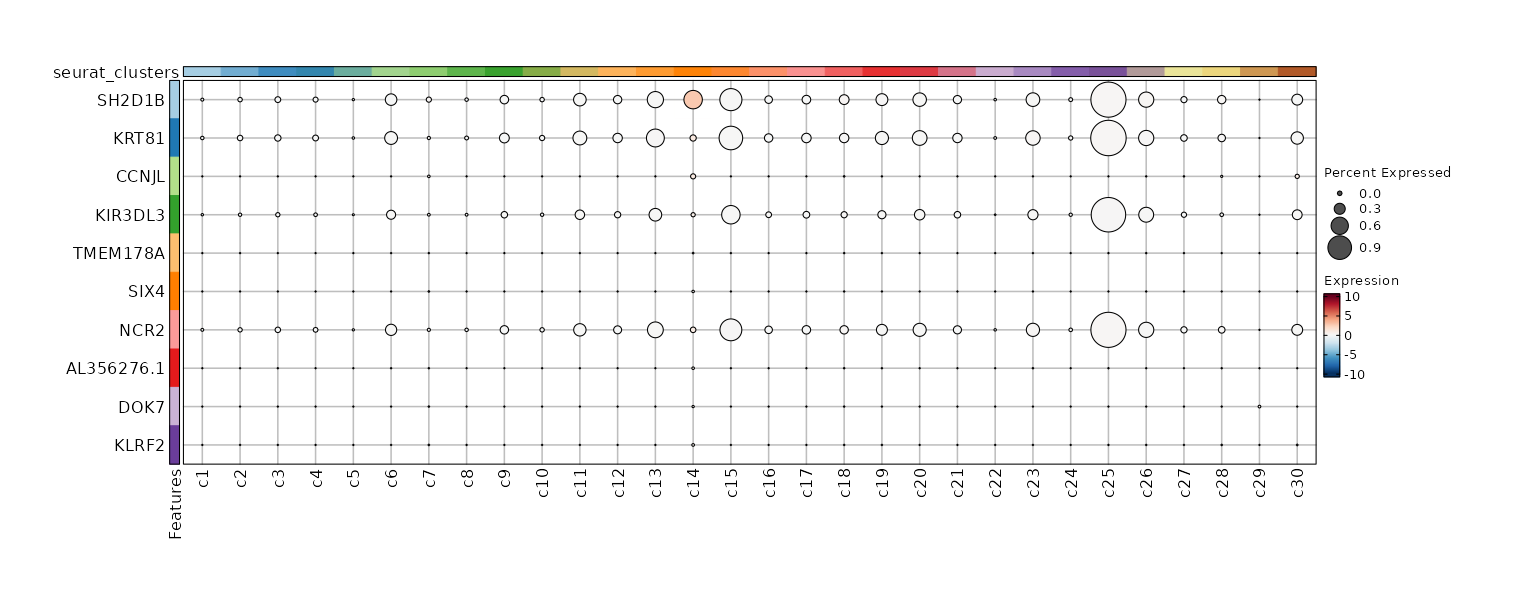 seurat_clusters
SH2D1B
KRT81
CCNJL
KIR3DL3
TMEM178A
SIX4
NCR2
AL356276.1
DOK7
KLRF2
Features
c1 c2 c3 c4 c5 c6 c7 c8 c9 c10 c11 c12 c13 c14 c15 c16 c17 c18 c19 c20 c21 c22 c23 c24 c25 c26 c27 c28 c29 c30
Percent Expressed
0.0
0.3
0.6
0.9
Expression
10
5
0
-5
-10